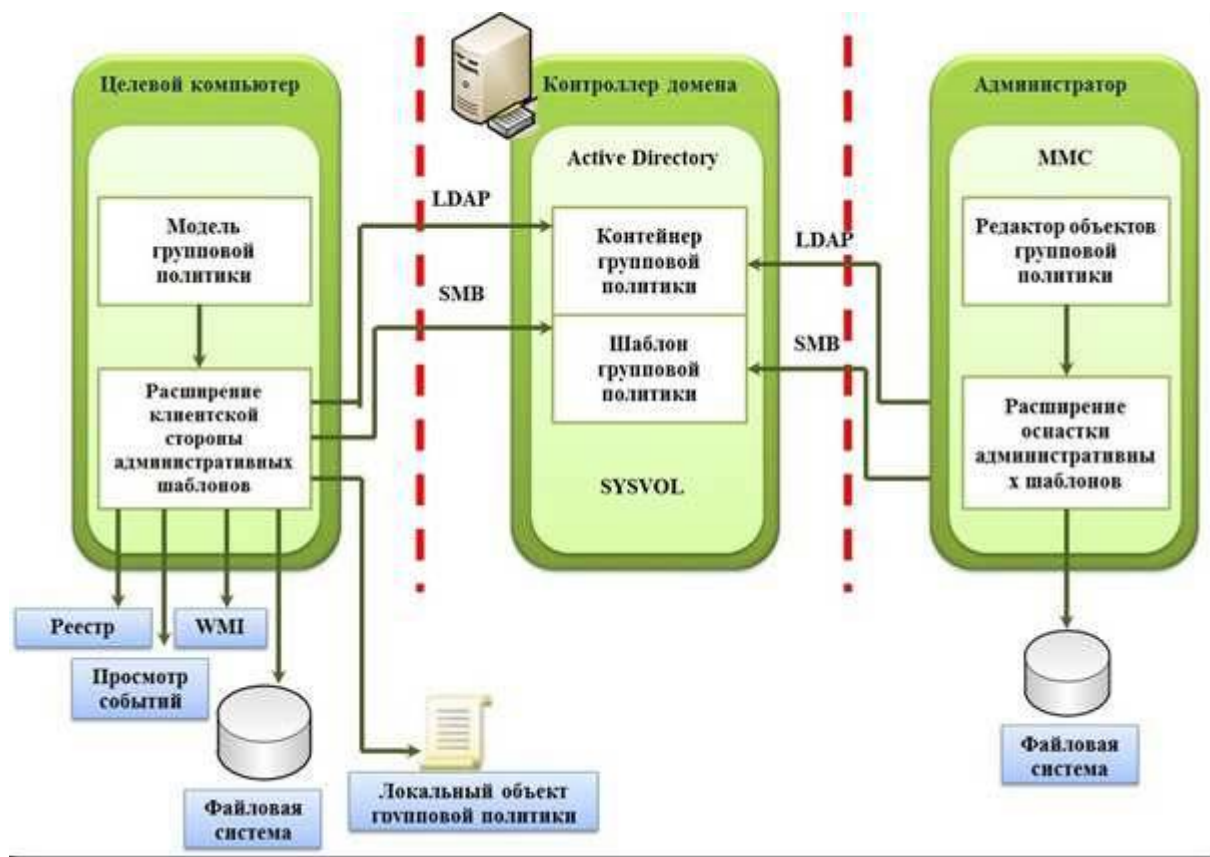 Целевой компьютер
Модель
групповой
политики
Расширение
клиентской
стороны
административных
шаблонов
Реестр
WMI
Просмотр
событий
Файловая
система
Локальный объект
групповой политики
LDAP
SMB
Контроллер домена
Active Directory
Контейнер
групповой
политики
Шаблон
групповой
политики
SYSVOL
LDAP
SMB
Администратор
MMC
Редактор объектов
групповой
политики
Расширение
оснастки
административны
х шаблонов
Файловая
система